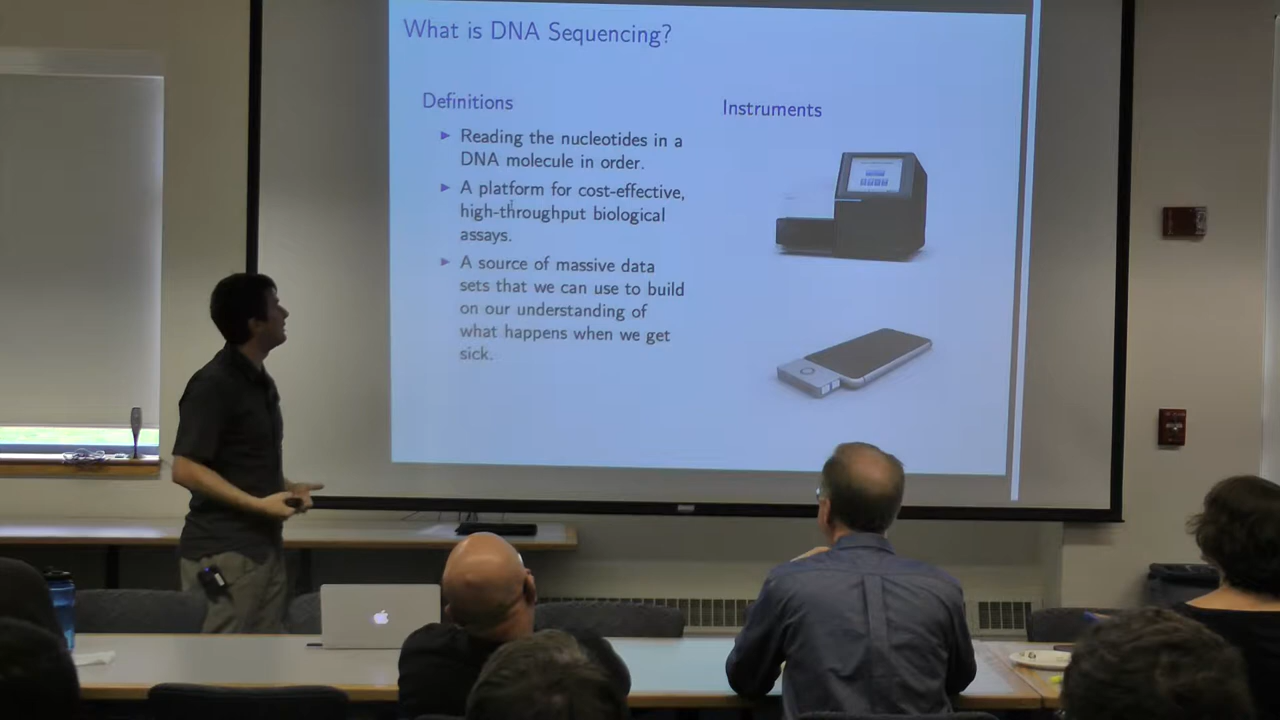 What is DNA Sequencing?
Definitions
▶ Reading the nucleotides in a
DNA molecule in order.
▶ A platform for cost-effective,
high-throughput biological
assays.
▶ A source of massive data
sets that we can use to build
on our understanding of
what happens when we get
sick.
Instruments